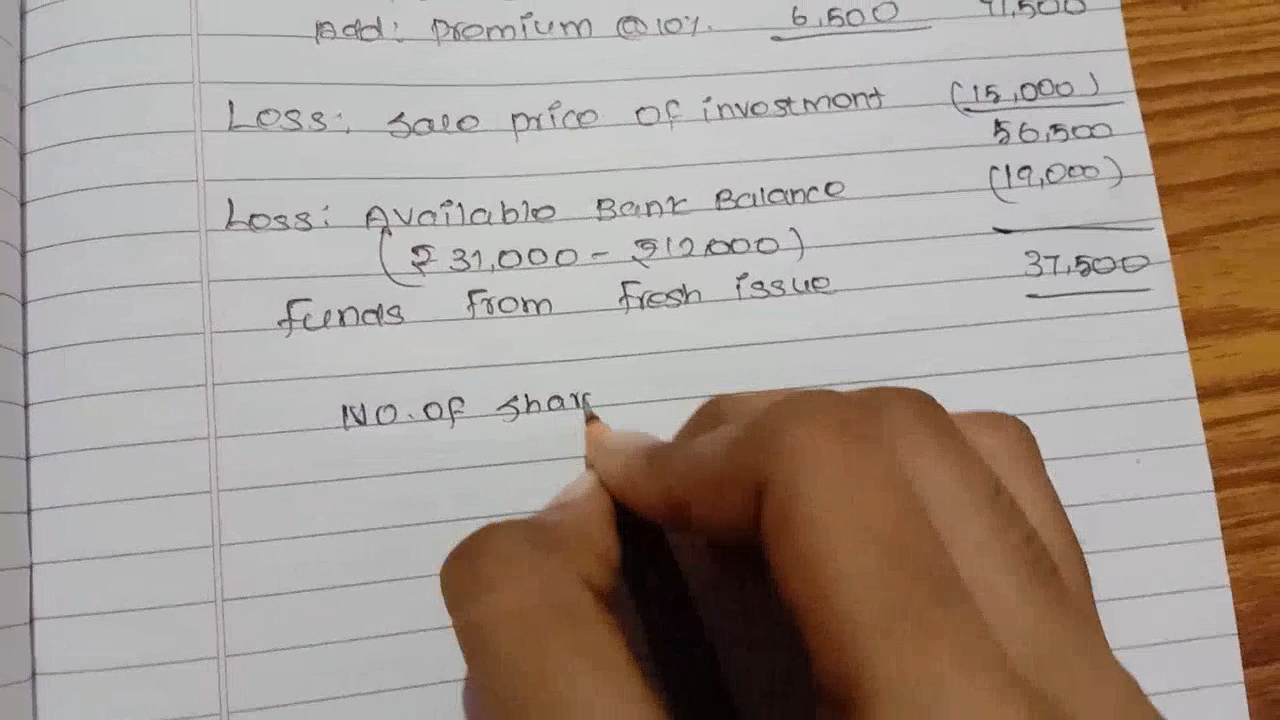 Add: premium @10%. 6,500 71,500
Less: sale price of investment (15,000)
56,500
Less: Available Bank Balance (19,000)
(₹31,000 - ₹12,000)
Funds from fresh issue 37,500
No. of shar